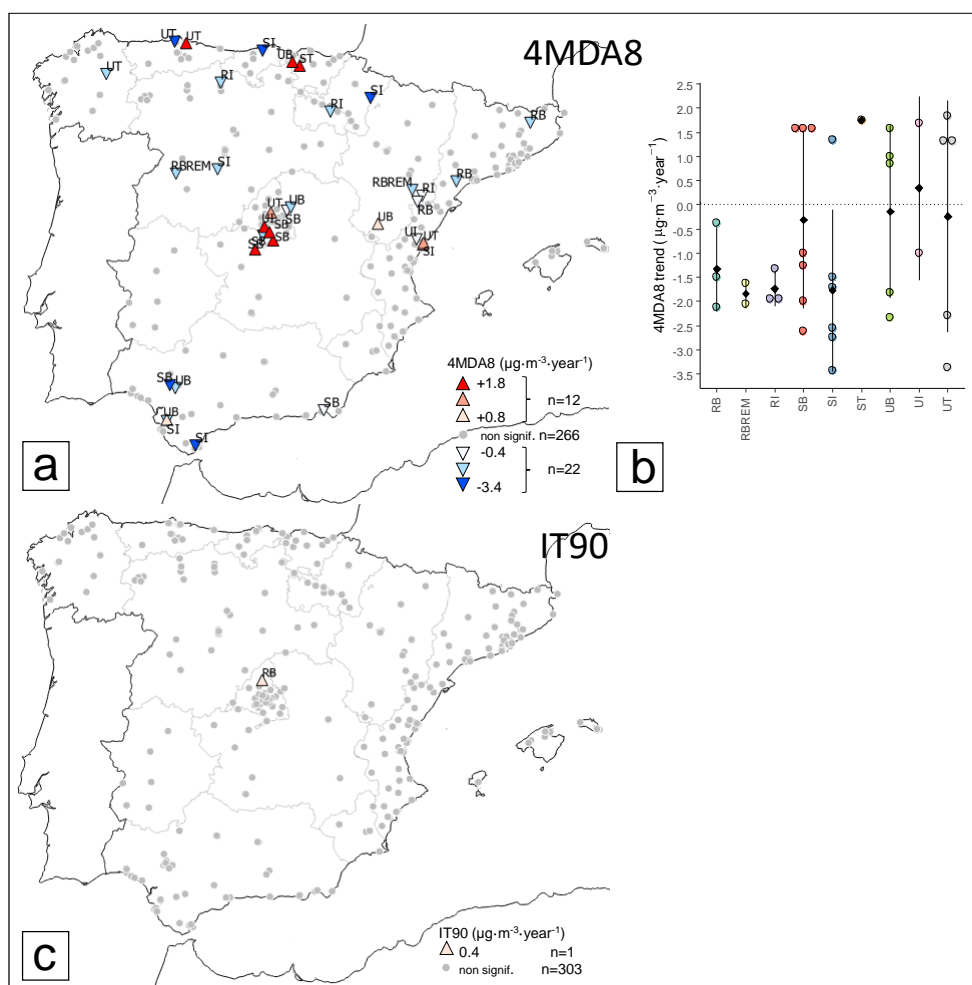 4MDA8
UT
UT
SI
UB
ST
UT
RI
SI
RI
RB
RBREM
SI
RBREM
RI
RB
RB
UB
UT
SB
UB
SB
SB
SB
UI
UT
SI
SB
UB
SB
UB
SI
SI
4MDA8 (µg·m-3·year-1)
+1.8
n=12
+0.8
non signif. n=266
-0.4
n=22
-3.4
a
4MDA8 trend (µg·m−3·year−1)
2.5
2.0
1.5
1.0
0.5
0.0
-0.5
-1.0
-1.5
-2.0
-2.5
-3.0
-3.5
RB
RBREM
RI
SB
SI
ST
UB
UI
UT
b
IT90
RB
IT90 (µg·m-3·year-1)
0.4 n=1
non signif. n=303
c